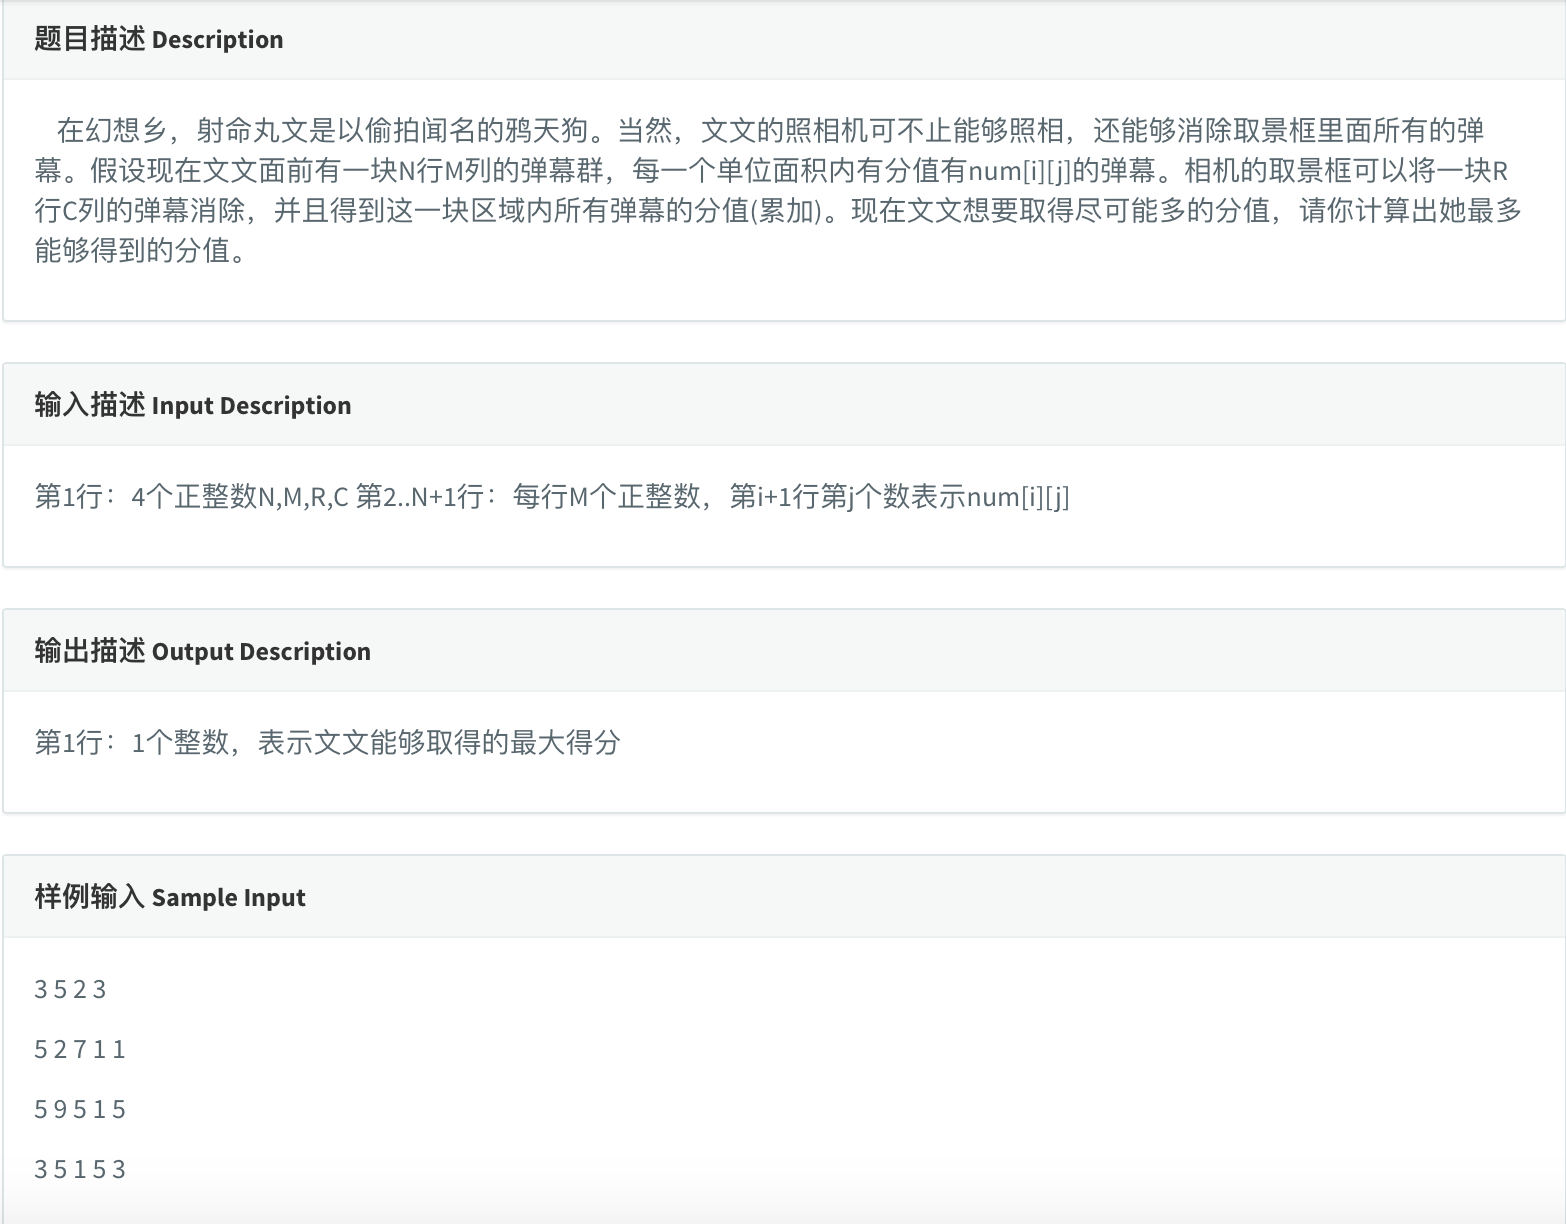 题目描述 Description
在幻想乡，射命丸文是以偷拍闻名的鸦天狗。当然，文文的照相机可不止能够照相，还能够消除取景框里面所有的弹
幕。假设现在文文面前有一块N行M列的弹幕群，每一个单位面积内有分值有num[i][j]的弹幕。相机的取景框可以将一块R
行C列的弹幕消除，并且得到这一块区域内所有弹幕的分值(累加)。现在文文想要取得尽可能多的分值，请你计算出她最多
能够得到的分值。
输入描述 Input Description
第1行：4个正整数N,M,R,C 第2..N+1行：每行M个正整数，第i+1行第j个数表示num[i][j]
输出描述 Output Description
第1行：1个整数，表示文文能够取得的最大得分
样例输入 Sample Input
3 5 2 3
5 2 7 1 1
5 9 5 1 5
3 5 1 5 3